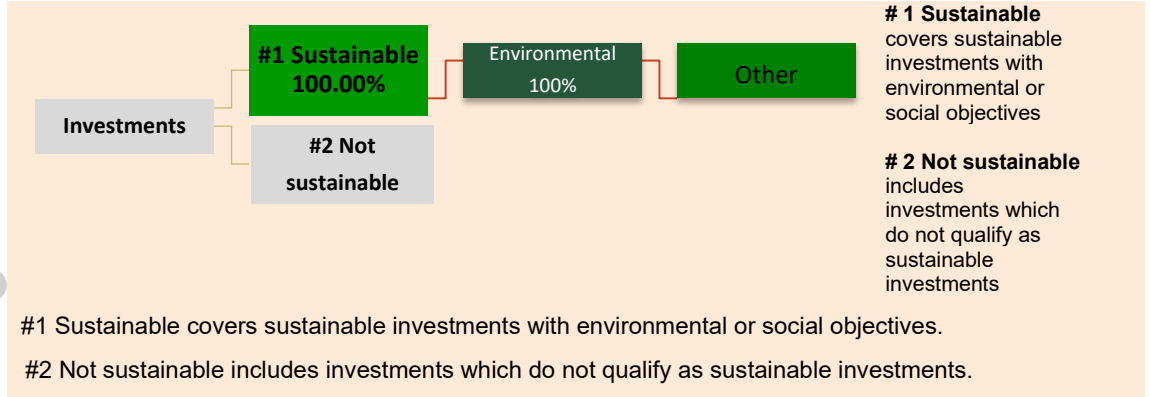 Investments
#1 Sustainable
100.00%
#2 Not
sustainable
Environmental
100%
Other
# 1 Sustainable
covers sustainable
investments with
environmental or
social objectives
# 2 Not sustainable
includes
investments which
do not qualify as
sustainable
investments
#1 Sustainable covers sustainable investments with environmental or social objectives.
#2 Not sustainable includes investments which do not qualify as sustainable investments.